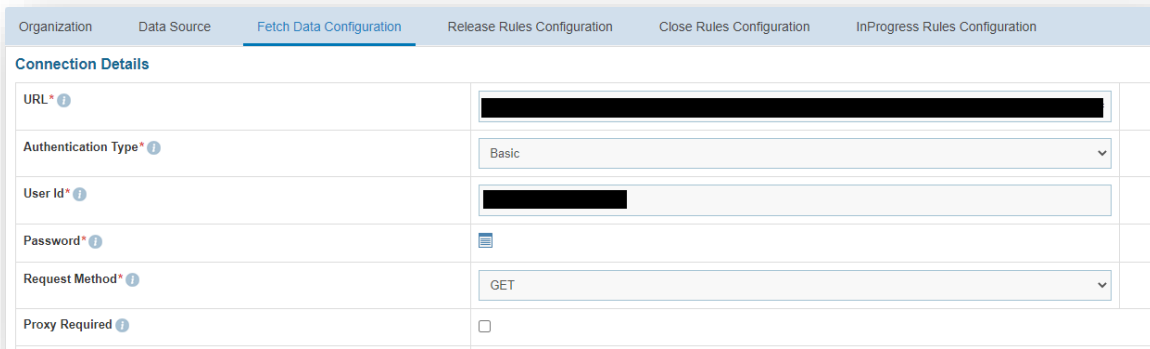 Organization Data Source Fetch Data Configuration Release Rules Configuration Close Rules Configuration InProgress Rules Configuration
Connection Details
URL*
Authentication Type* Basic
User Id*
Password*
Request Method* GET
Proxy Required